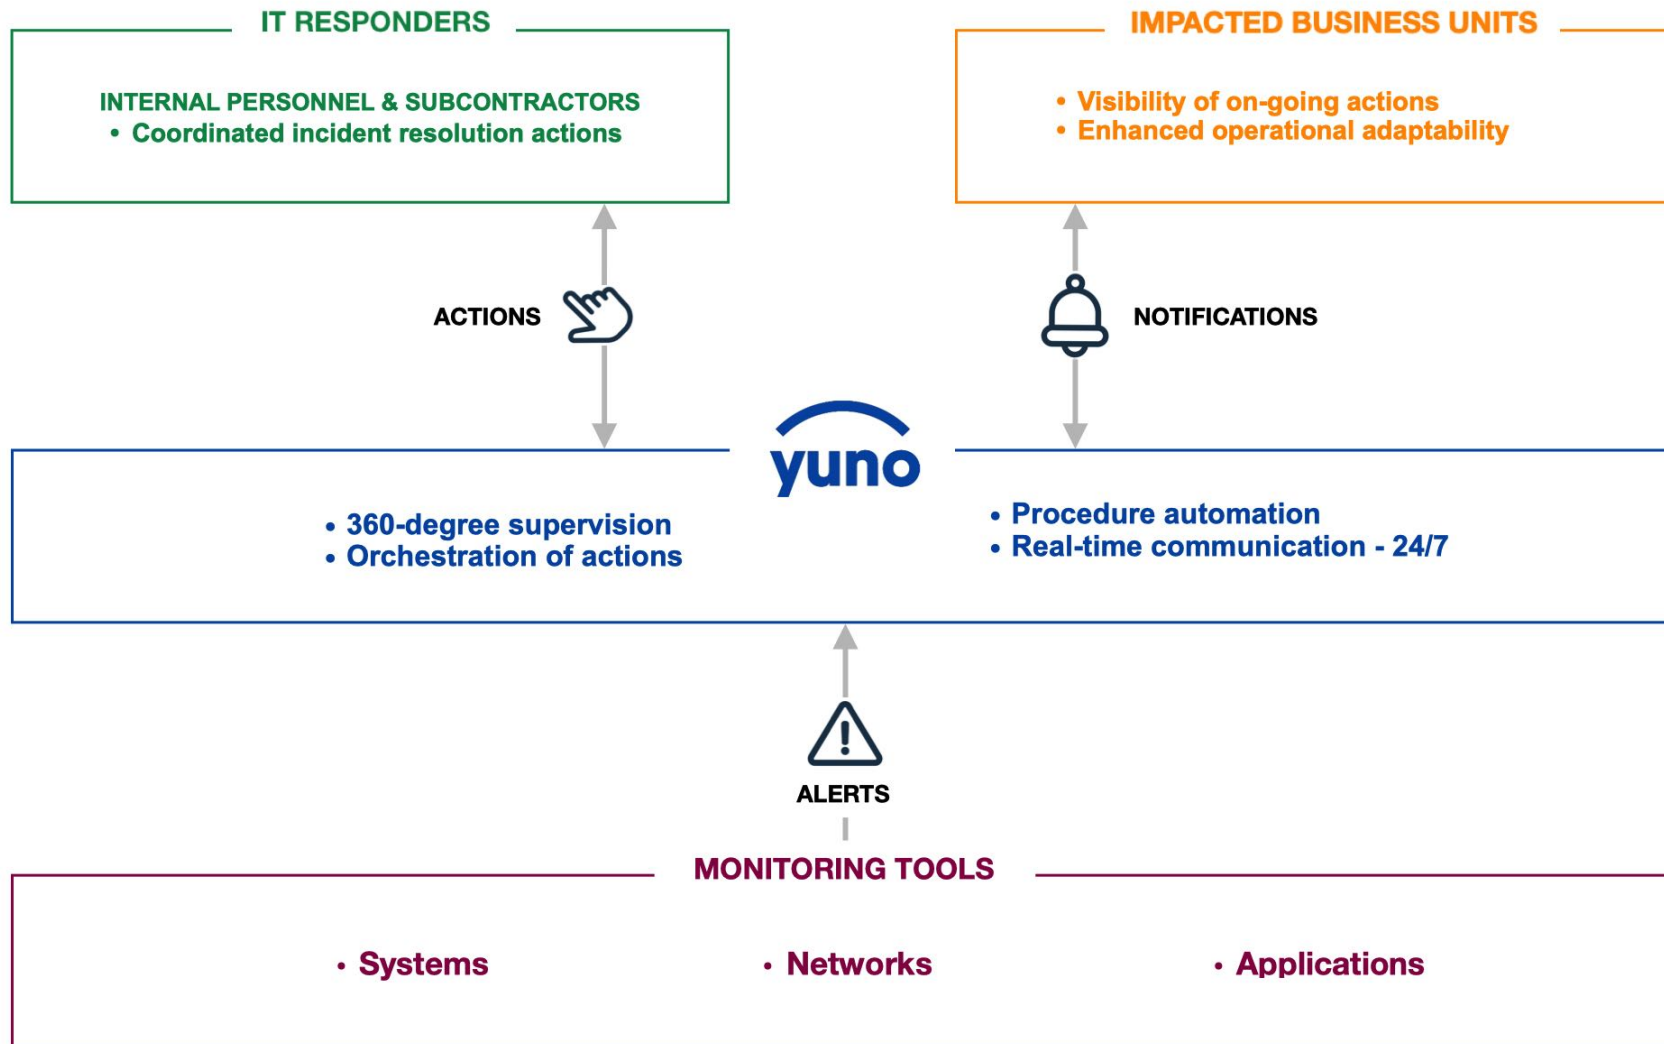 IT RESPONDERS
IMPACTED BUSINESS UNITS
INTERNAL PERSONNEL & SUBCONTRACTORS
• Coordinated incident resolution actions
• Visibility of on-going actions
• Enhanced operational adaptability
ACTIONS
NOTIFICATIONS
yuno
• 360-degree supervision
• Orchestration of actions
• Procedure automation
• Real-time communication - 24/7
ALERTS
MONITORING TOOLS
• Systems
• Networks
• Applications